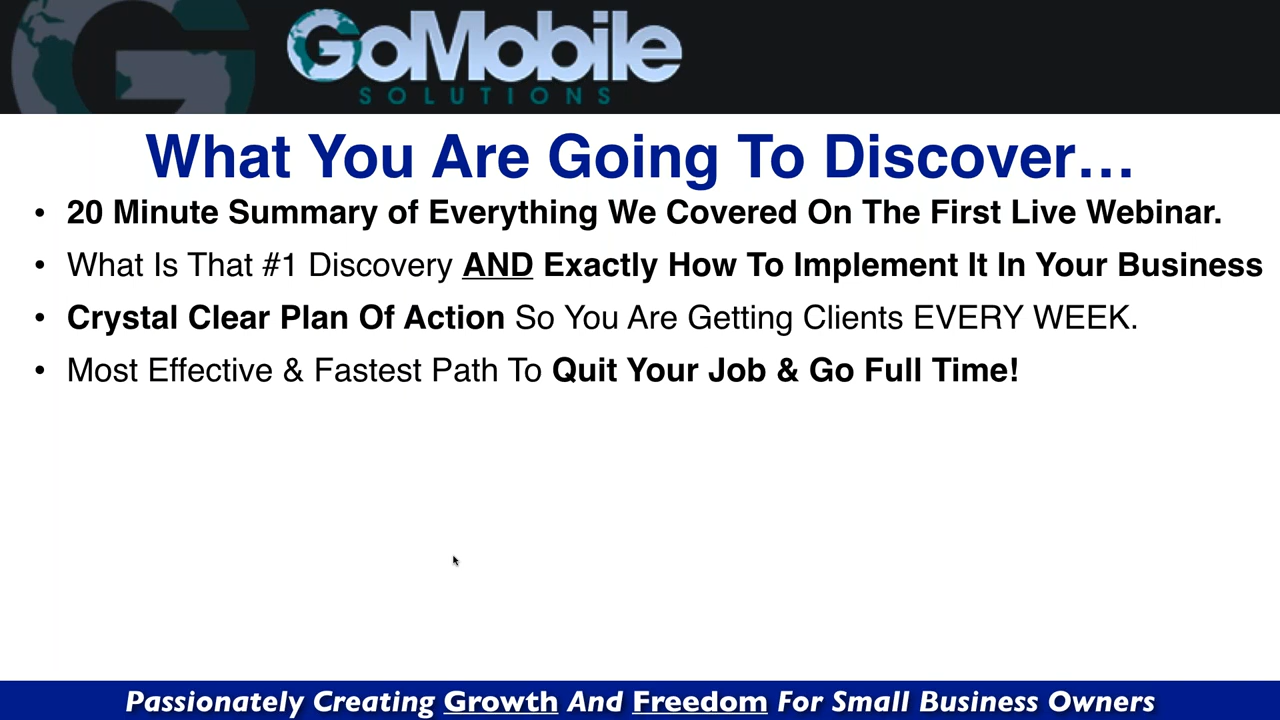 GoMobile
SOLUTIONS
What You Are Going To Discover…
• 20 Minute Summary of Everything We Covered On The First Live Webinar.
• What Is That #1 Discovery AND Exactly How To Implement It In Your Business
• Crystal Clear Plan Of Action So You Are Getting Clients EVERY WEEK.
• Most Effective & Fastest Path To Quit Your Job & Go Full Time!
Passionately Creating Growth And Freedom For Small Business Owners